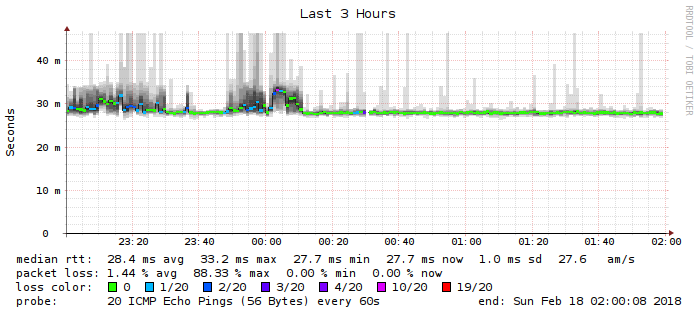 Last 3 Hours
RRDTOOL / TOBI OETIKER
Seconds
40 m
30 m
20 m
10 m
0
23:20 23:40 00:00 00:20 00:40 01:00 01:20 01:40 02:00
median rtt: 28.4 ms avg 33.2 ms max 27.7 ms min 27.7 ms now 1.0 ms sd 27.6 am/s
packet loss: 1.44 % avg 88.33 % max 0.00 % min 0.00 % now
loss color: 0 1/20 2/20 3/20 4/20 10/20 19/20
probe: 20 ICMP Echo Pings (56 Bytes) every 60s end: Sun Feb 18 02:00:08 2018